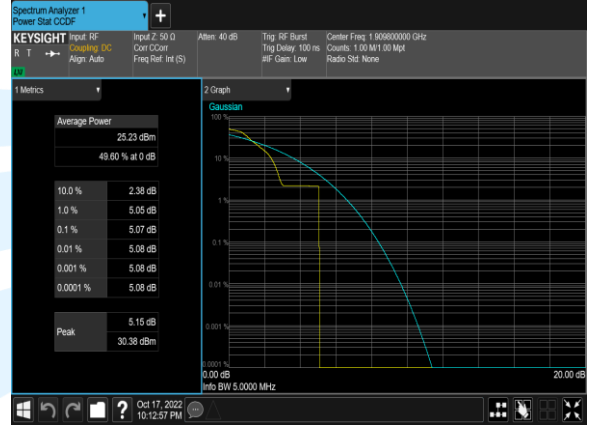 Spectrum Analyzer 1
Power Stat CCDF
+
KEYSIGHT
R T
LXI
Input: RF
Coupling: DC
Align: Auto
Input Z: 50 Ω
Corr CCorr
Freq Ref: Int (S)
Atten: 40 dB
Trig: RF Burst
Trig Delay: 100 ns
#IF Gain: Low
Center Freq: 1.909800000 GHz
Counts: 1.00 M/1.00 Mpt
Radio Std: None
1 Metrics
Average Power
25.23 dBm
49.60 % at 0 dB
10.0 % 2.38 dB
1.0 % 5.05 dB
0.1 % 5.07 dB
0.01 % 5.08 dB
0.001 % 5.08 dB
0.0001 % 5.08 dB
Peak
5.15 dB
30.38 dBm
2 Graph
Gaussian
100 %
10 %
1 %
0.1 %
0.01 %
0.001 %
0.0001 %
0.00 dB 20.00 dB
Info BW 5.0000 MHz
?
Oct 17, 2022
10:12:57 PM